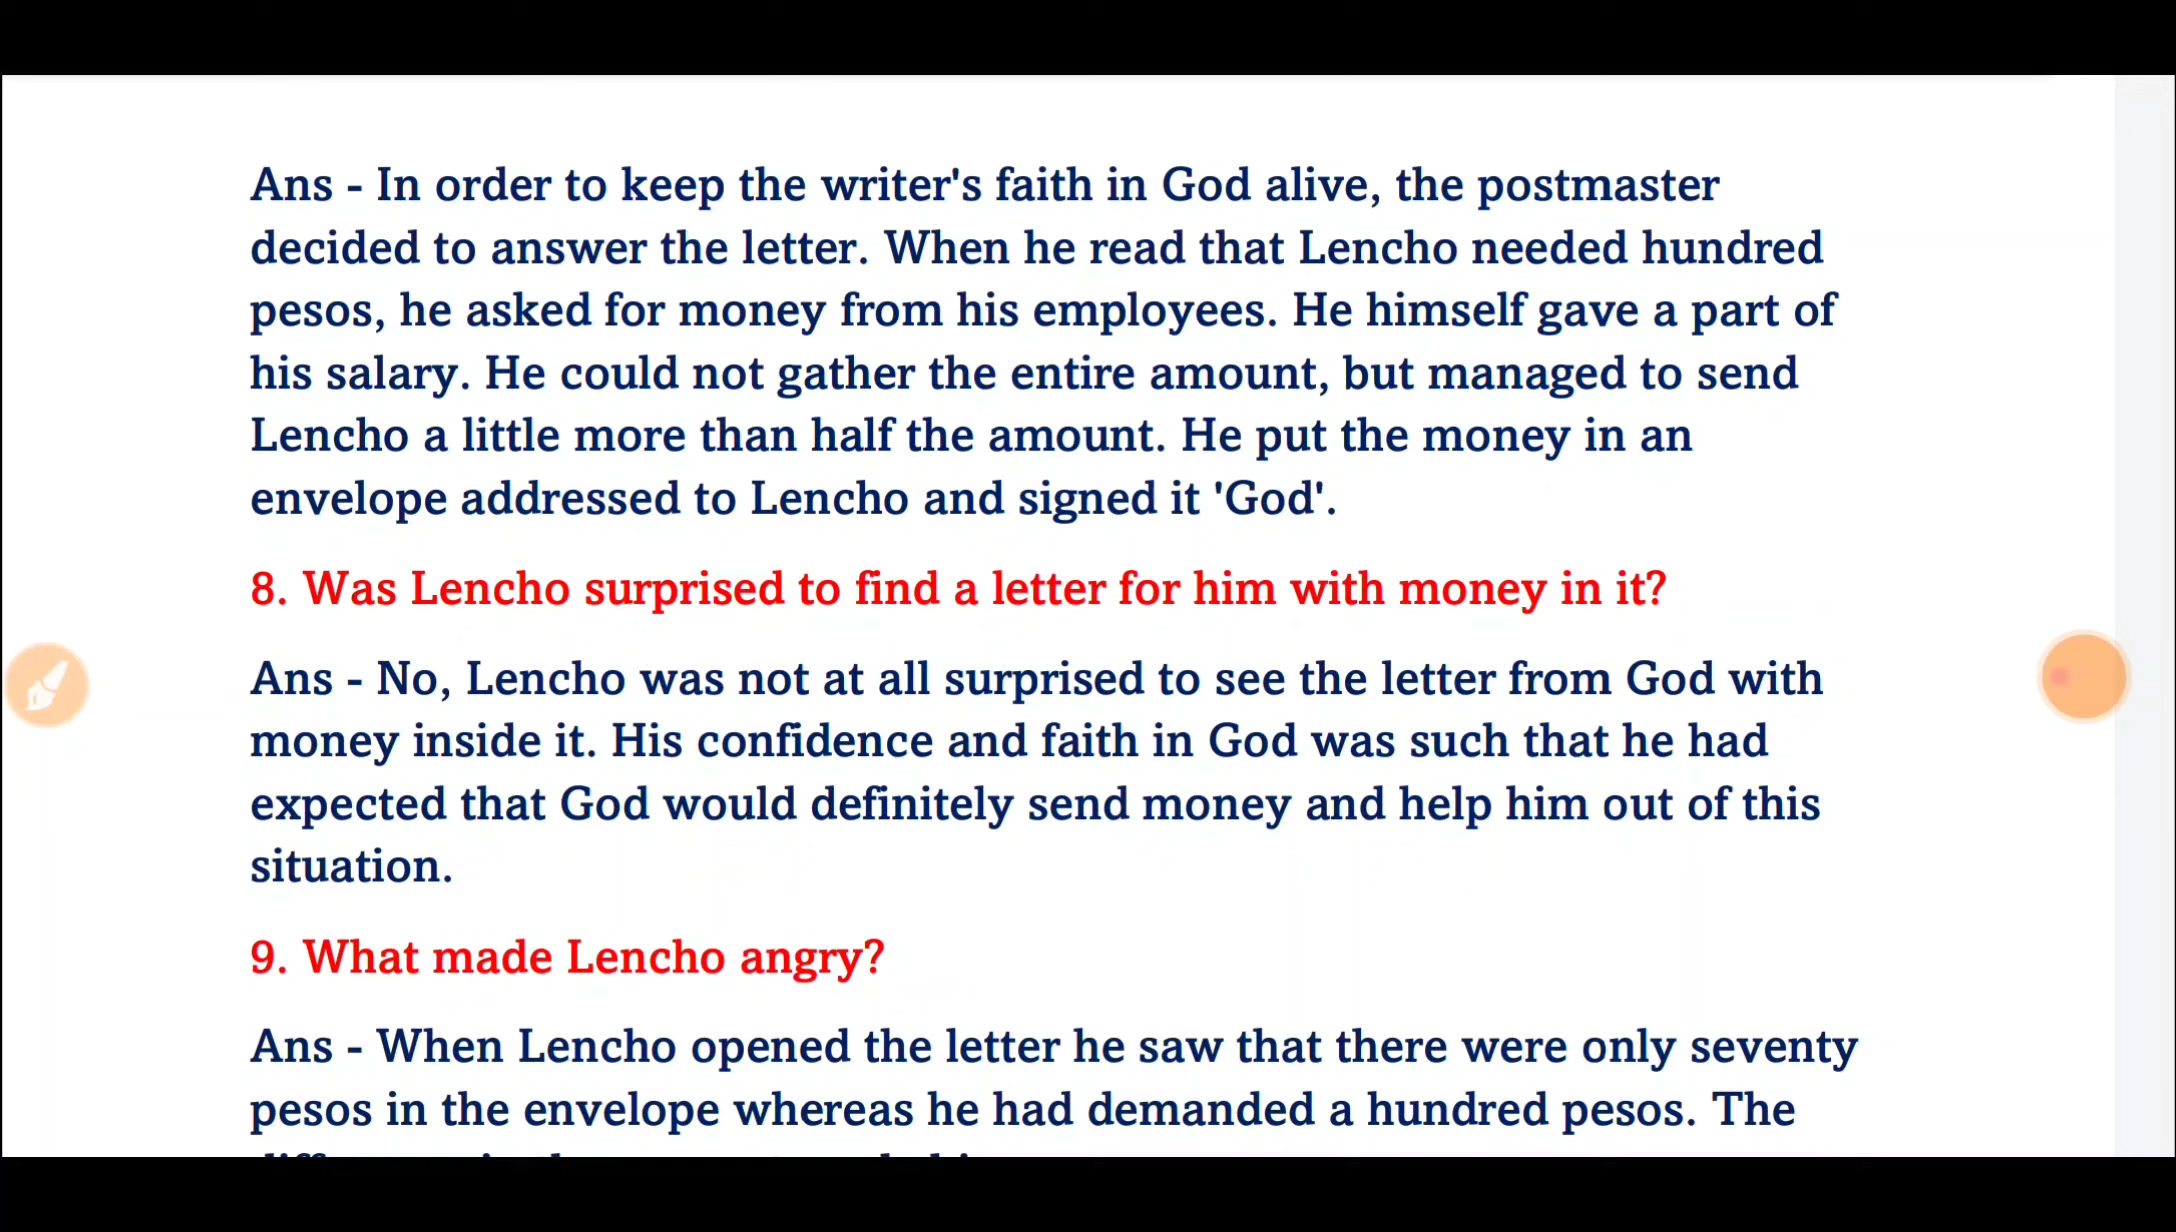 Ans - In order to keep the writer's faith in God alive, the postmaster
decided to answer the letter. When he read that Lencho needed hundred
pesos, he asked for money from his employees. He himself gave a part of
his salary. He could not gather the entire amount, but managed to send
Lencho a little more than half the amount. He put the money in an
envelope addressed to Lencho and signed it 'God'.
8. Was Lencho surprised to find a letter for him with money in it?
Ans - No, Lencho was not at all surprised to see the letter from God with
money inside it. His confidence and faith in God was such that he had
expected that God would definitely send money and help him out of this
situation.
9. What made Lencho angry?
Ans - When Lencho opened the letter he saw that there were only seventy
pesos in the envelope whereas he had demanded a hundred pesos. The